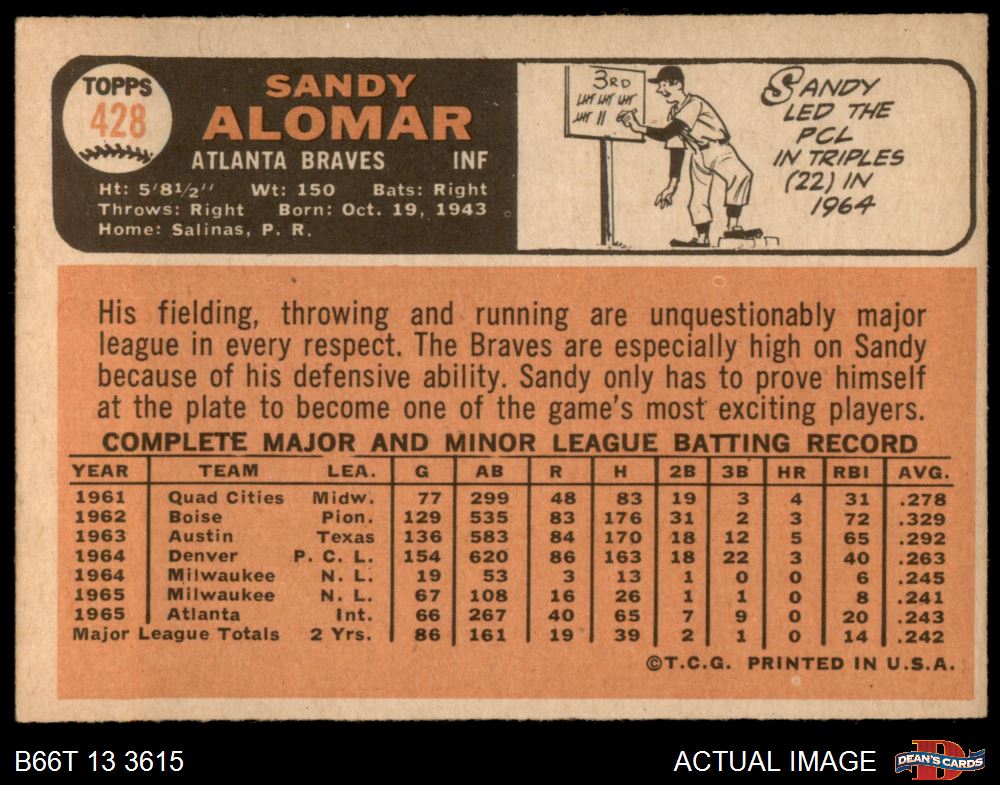 TOPPS
428
SANDY
ALOMAR
ATLANTA BRAVES INF
Ht: 5'8½" Wt: 150 Bats: Right
Throws: Right Born: Oct. 19, 1943
Home: Salinas, P. R.
3RD
SANDY
LED THE
PCL
IN TRIPLES
(22) IN
1964
His fielding, throwing and running are unquestionably major
league in every respect. The Braves are especially high on Sandy
because of his defensive ability. Sandy only has to prove himself
at the plate to become one of the game's most exciting players.
COMPLETE MAJOR AND MINOR LEAGUE BATTING RECORD
YEAR TEAM LEA. G AB R H 2B 3B HR RBI AVG.
1961 Quad Cities Midw. 77 299 48 83 19 3 4 31 .278
1962 Boise Pion. 129 535 83 176 31 2 3 72 .329
1963 Austin Texas 136 583 84 170 18 12 5 65 .292
1964 Denver P. C. L. 154 620 86 163 18 22 3 40 .263
1964 Milwaukee N. L. 19 53 3 13 1 0 0 6 .245
1965 Milwaukee N. L. 67 108 16 26 1 1 0 8 .241
1965 Atlanta Int. 66 267 40 65 7 9 0 20 .243
Major League Totals 2 Yrs. 86 161 19 39 2 1 0 14 .242
©T.C.G. PRINTED IN U.S.A.
B66T 13 3615 ACTUAL IMAGE DEAN'S CARDS